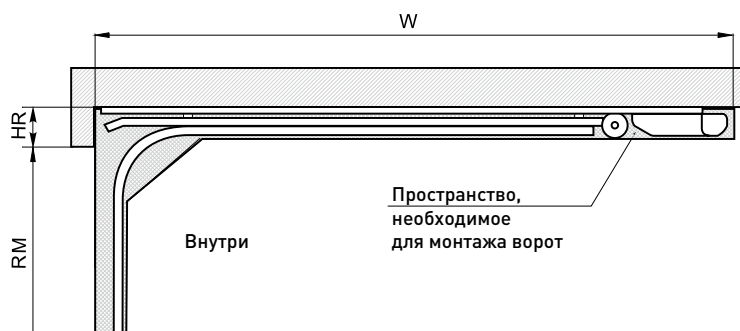 W
HR
RM
Пространство,
необходимое
для монтажа ворот
Внутри